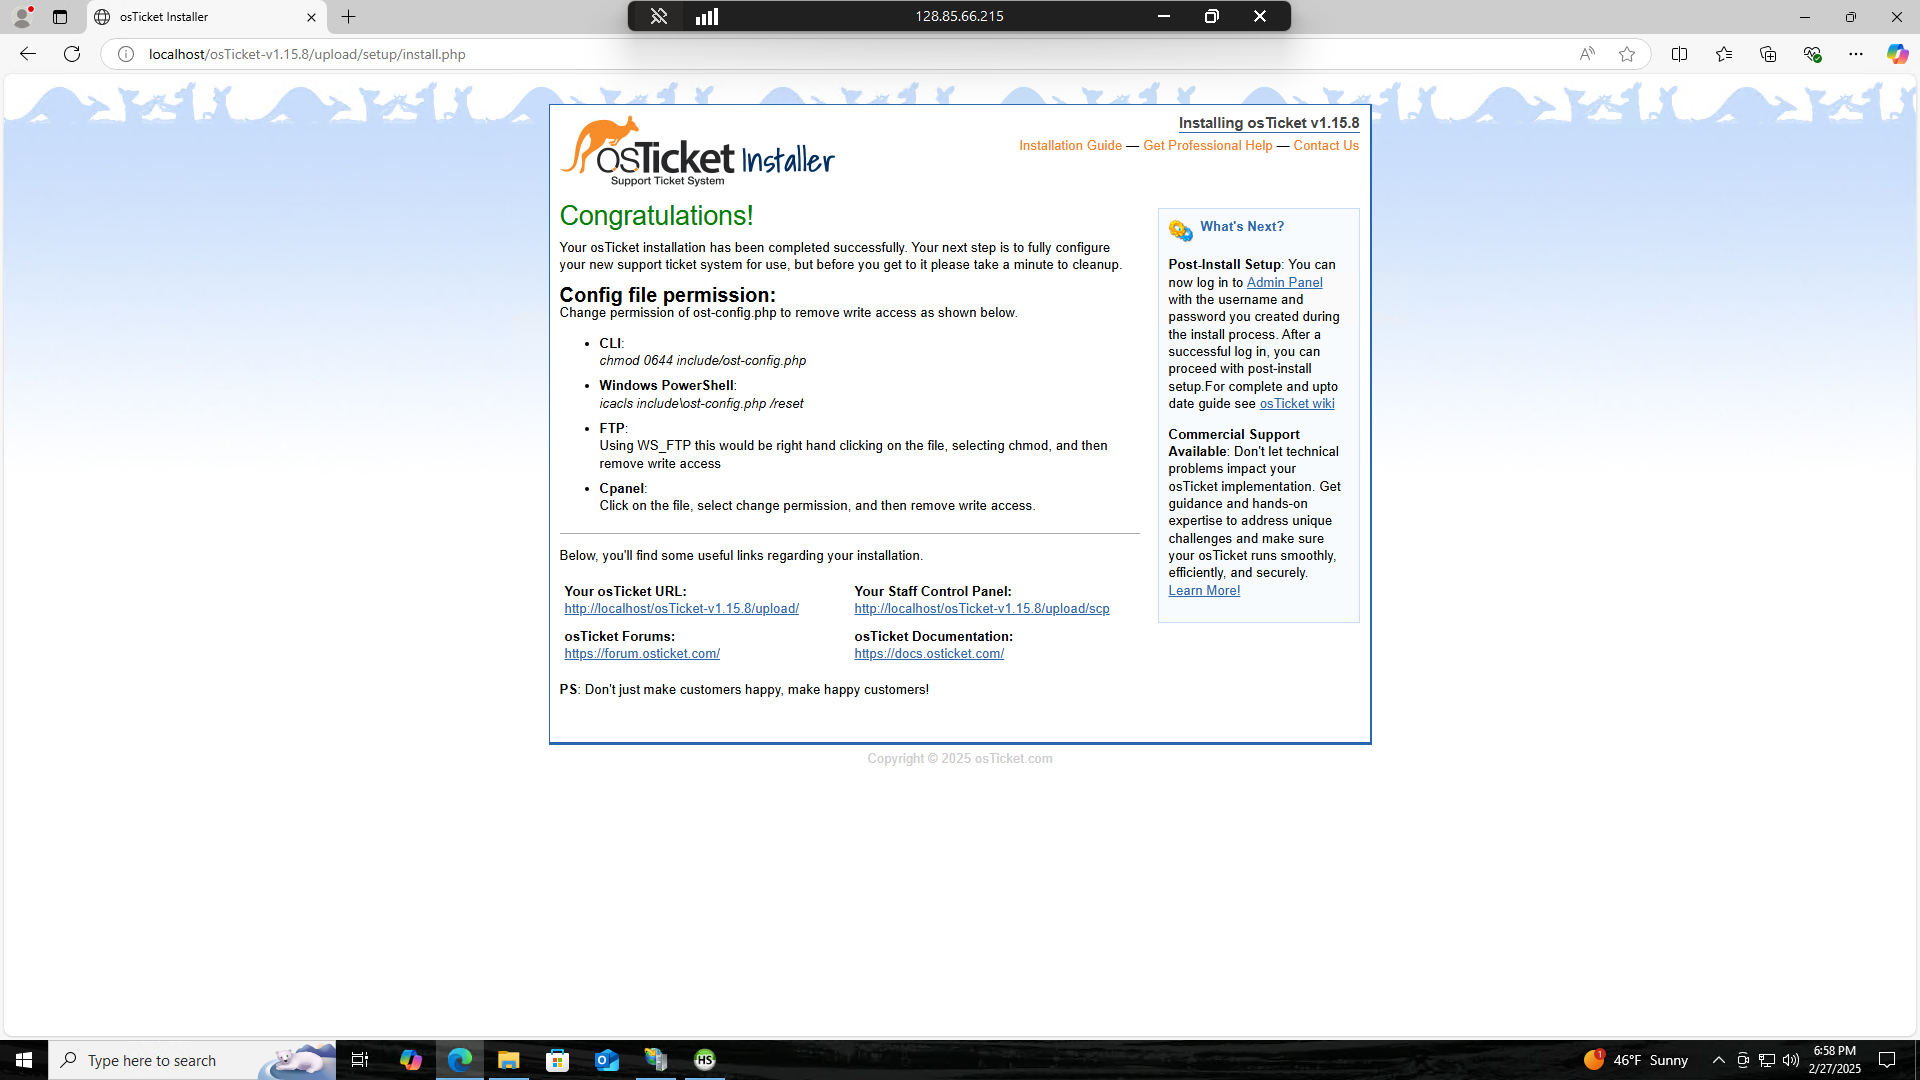 osTicket Installer
128.85.66.215
localhost/osTicket-v1.15.8/upload/setup/install.php
osTicket Installer
Support Ticket System
Installing osTicket v1.15.8
Installation Guide — Get Professional Help — Contact Us
Congratulations!
Your osTicket installation has been completed successfully. Your next step is to fully configure
your new support ticket system for use, but before you get to it please take a minute to cleanup.
Config file permission:
Change permission of ost-config.php to remove write access as shown below.
• CLI:
chmod 0644 include/ost-config.php
• Windows PowerShell:
icacls include\ost-config.php /reset
• FTP:
Using WS_FTP this would be right hand clicking on the file, selecting chmod, and then
remove write access
• Cpanel:
Click on the file, select change permission, and then remove write access.
Below, you'll find some useful links regarding your installation.
Your osTicket URL:
http://localhost/osTicket-v1.15.8/upload/
Your Staff Control Panel:
http://localhost/osTicket-v1.15.8/upload/scp
osTicket Forums:
https://forum.osticket.com/
osTicket Documentation:
https://docs.osticket.com/
PS: Don't just make customers happy, make happy customers!
What's Next?
Post-Install Setup: You can
now log in to Admin Panel
with the username and
password you created during
the install process. After a
successful log in, you can
proceed with post-install
setup.For complete and upto
date guide see osTicket wiki
Commercial Support
Available: Don't let technical
problems impact your
osTicket implementation. Get
guidance and hands-on
expertise to address unique
challenges and make sure
your osTicket runs smoothly,
efficiently, and securely.
Learn More!
Copyright © 2025 osTicket.com
Type here to search
HS
1
46°F Sunny
6:58 PM
2/27/2025